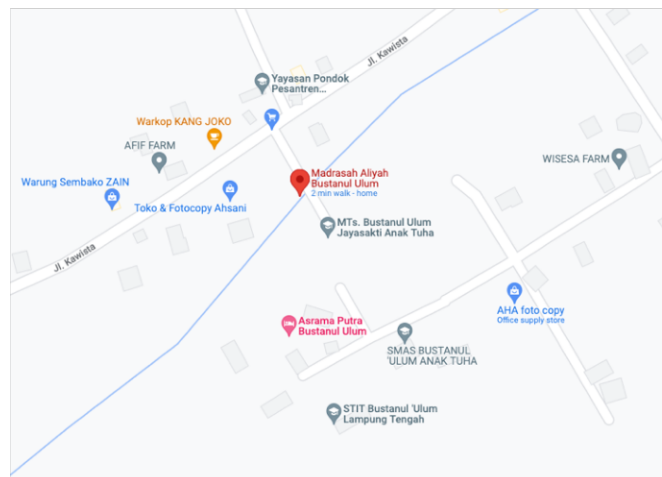 Jl. Kawista
Yayasan Pondok
Pesantren...
Warkop KANG JOKO
AFIF FARM
WISESA FARM
Madrasah Aliyah
Bustanul Ulum
2 min walk - home
Warung Sembako ZAIN
Toko & Fotocopy Ahsani
MTs. Bustanul Ulum
Jayasakti Anak Tuha
Jl. Kawista
AHA foto copy
Office supply store
Asrama Putra
Bustanul Ulum
SMAS BUSTANUL
'ULUM ANAK TUHA
STIT Bustanul 'Ulum
Lampung Tengah